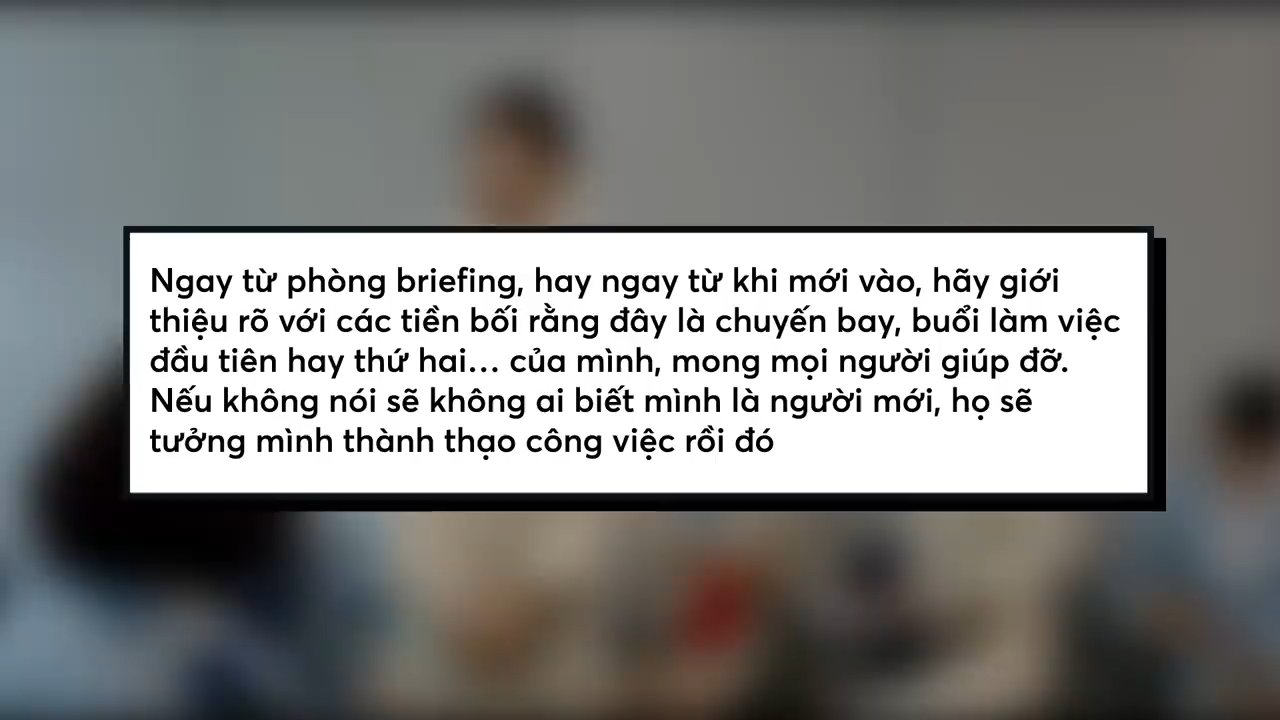 Ngay từ phòng briefing, hay ngay từ khi mới vào, hãy giới
thiệu rõ với các tiền bối rằng đây là chuyến bay, buổi làm việc
đầu tiên hay thứ hai... của mình, mong mọi người giúp đỡ.
Nếu không nói sẽ không ai biết mình là người mới, họ sẽ
tưởng mình thành thạo công việc rồi đó